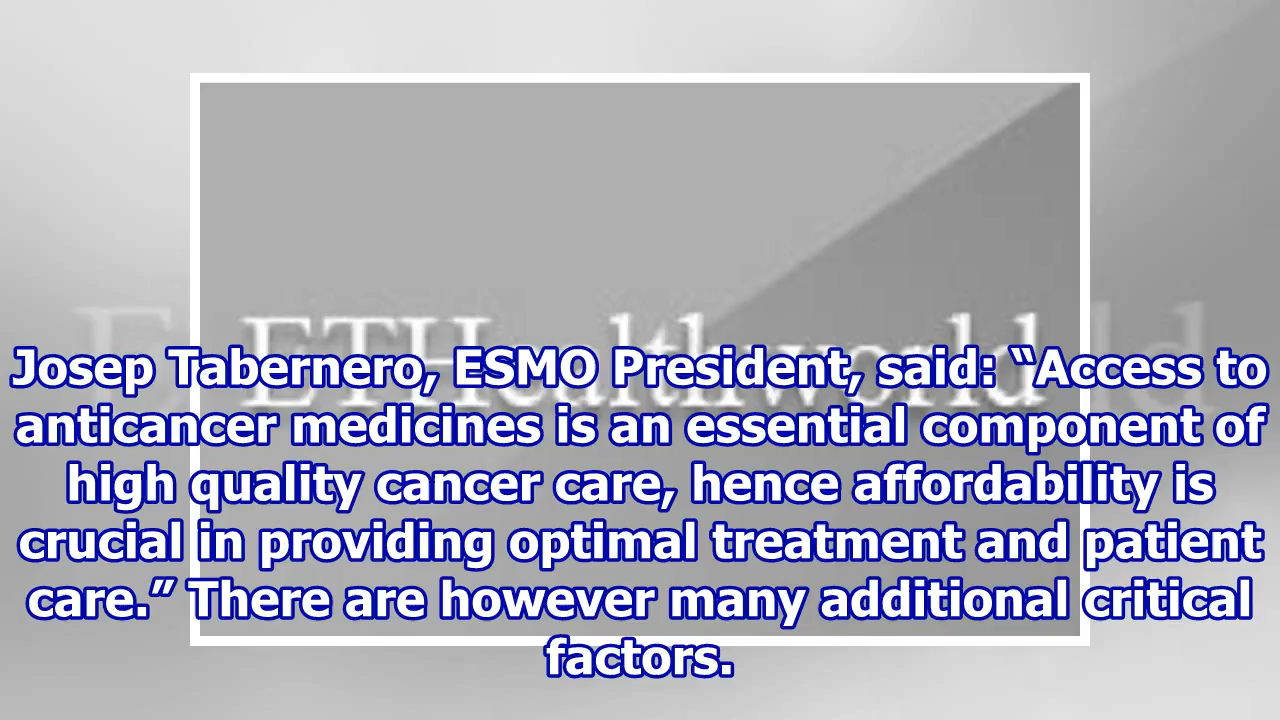 ETHealthworld
Josep Tabernero, ESMO President, said: “Access to
anticancer medicines is an essential component of
high quality cancer care, hence affordability is
crucial in providing optimal treatment and patient
care.” There are however many additional critical
factors.